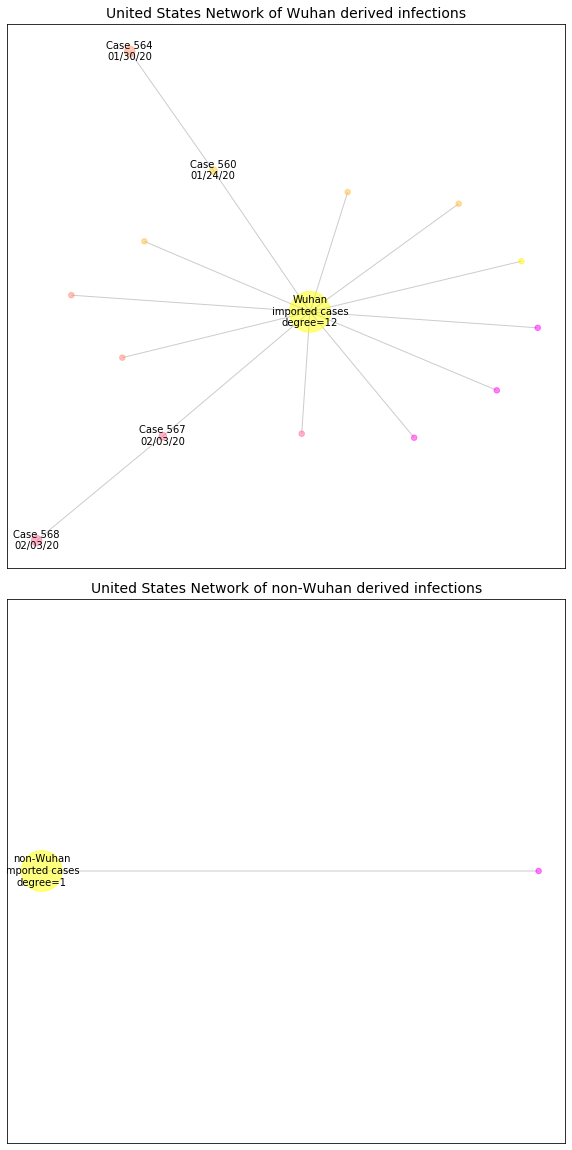 United States Network of Wuhan derived infections
Case 564
01/30/20
Case 560
01/24/20
Wuhan
imported cases
degree=12
Case 567
02/03/20
Case 568
02/03/20
United States Network of non-Wuhan derived infections
non-Wuhan
mported cases
degree=1